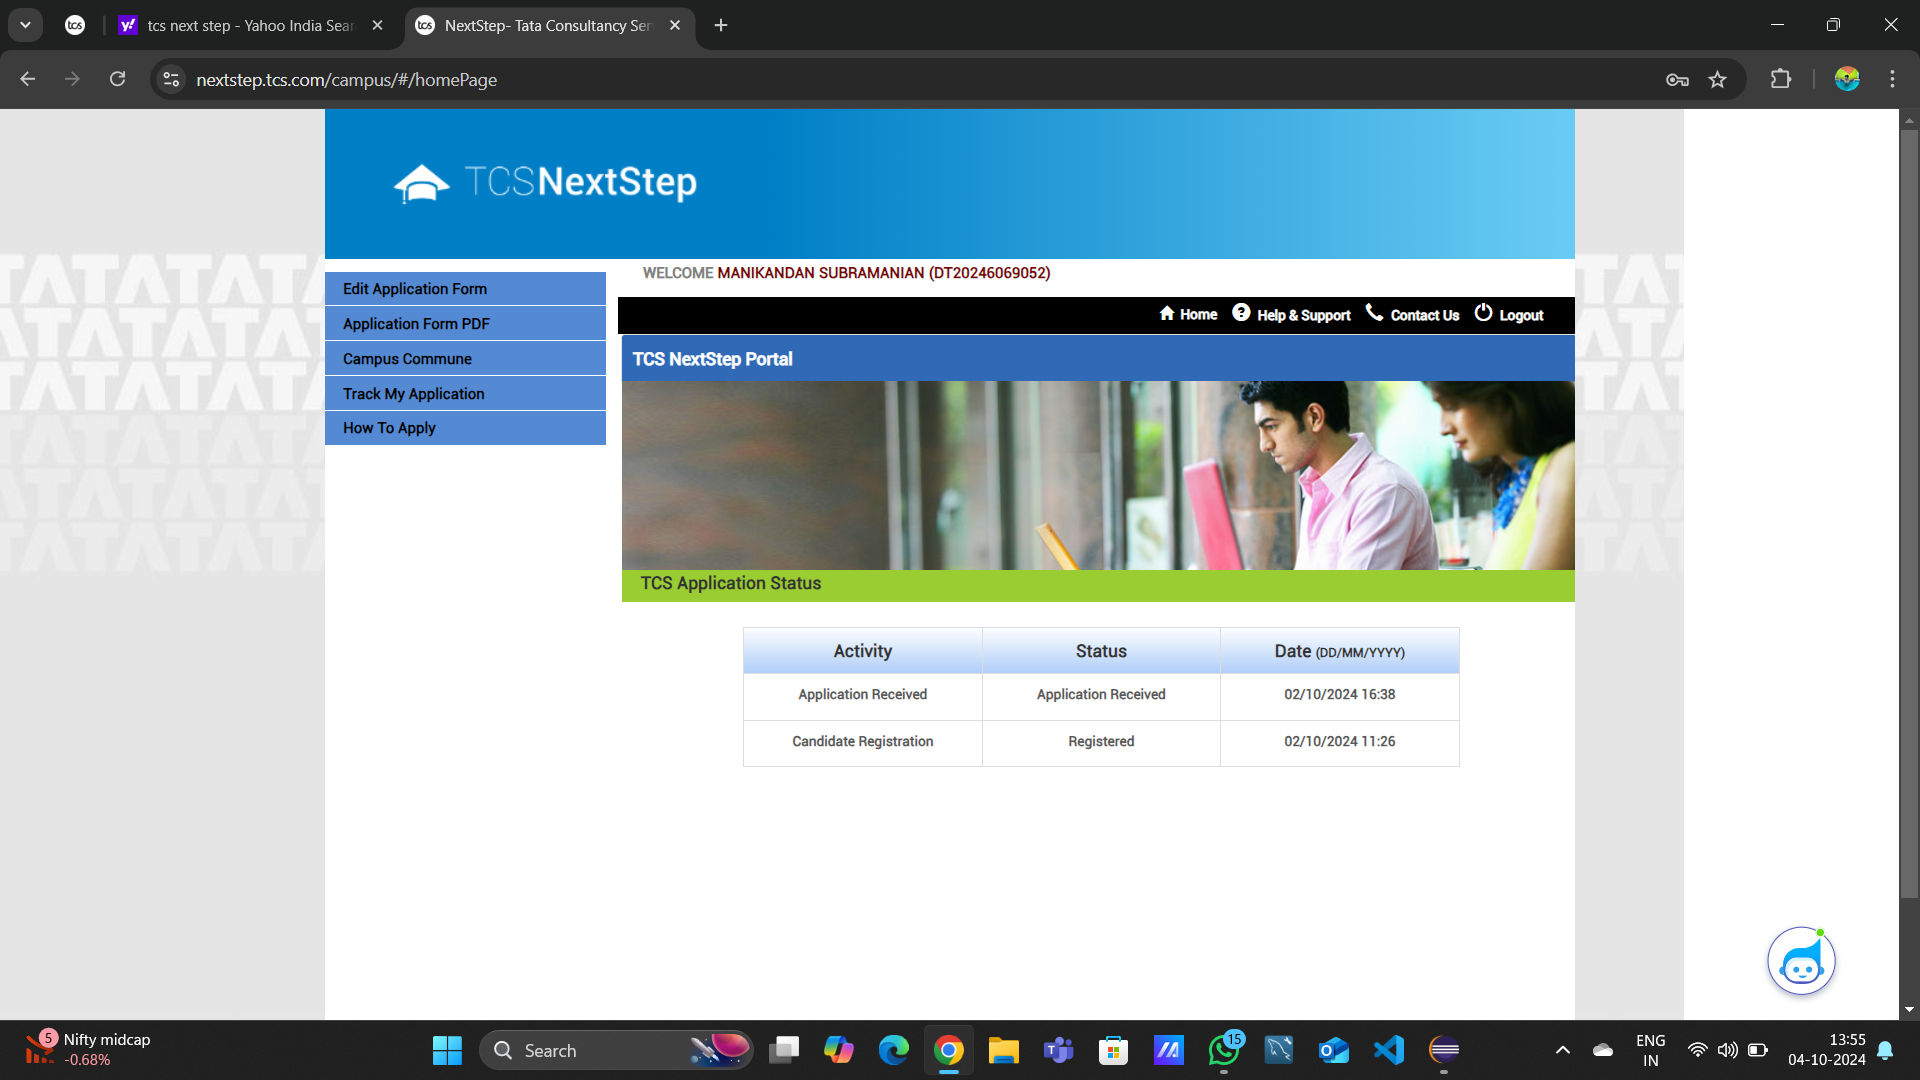 tcs
tcs next step - Yahoo India Sear
tcs
NextStep- Tata Consultancy Ser
nextstep.tcs.com/campus/#/homePage
TCSNextStep
WELCOME MANIKANDAN SUBRAMANIAN (DT20246069052)
Home Help & Support Contact Us Logout
Edit Application Form
Application Form PDF
Campus Commune
Track My Application
How To Apply
TCS NextStep Portal
TCS Application Status
Activity Status Date (DD/MM/YYYY)
Application Received Application Received 02/10/2024 16:38
Candidate Registration Registered 02/10/2024 11:26
5 Nifty midcap
-0.68%
Search
15
ENG
IN
13:55
04-10-2024